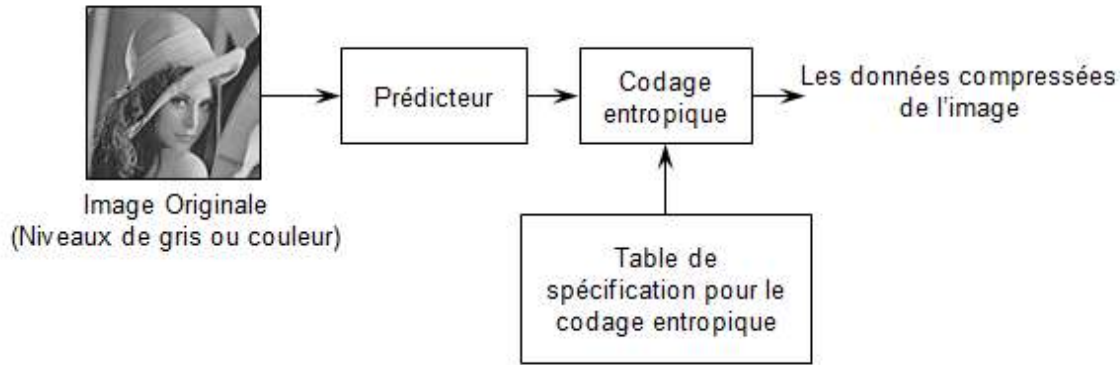 Prédicteur
Codage
entropique
Les données compressées
de l'image
Image Originale
(Niveaux de gris ou couleur)
Table de
spécification pour le
codage entropique